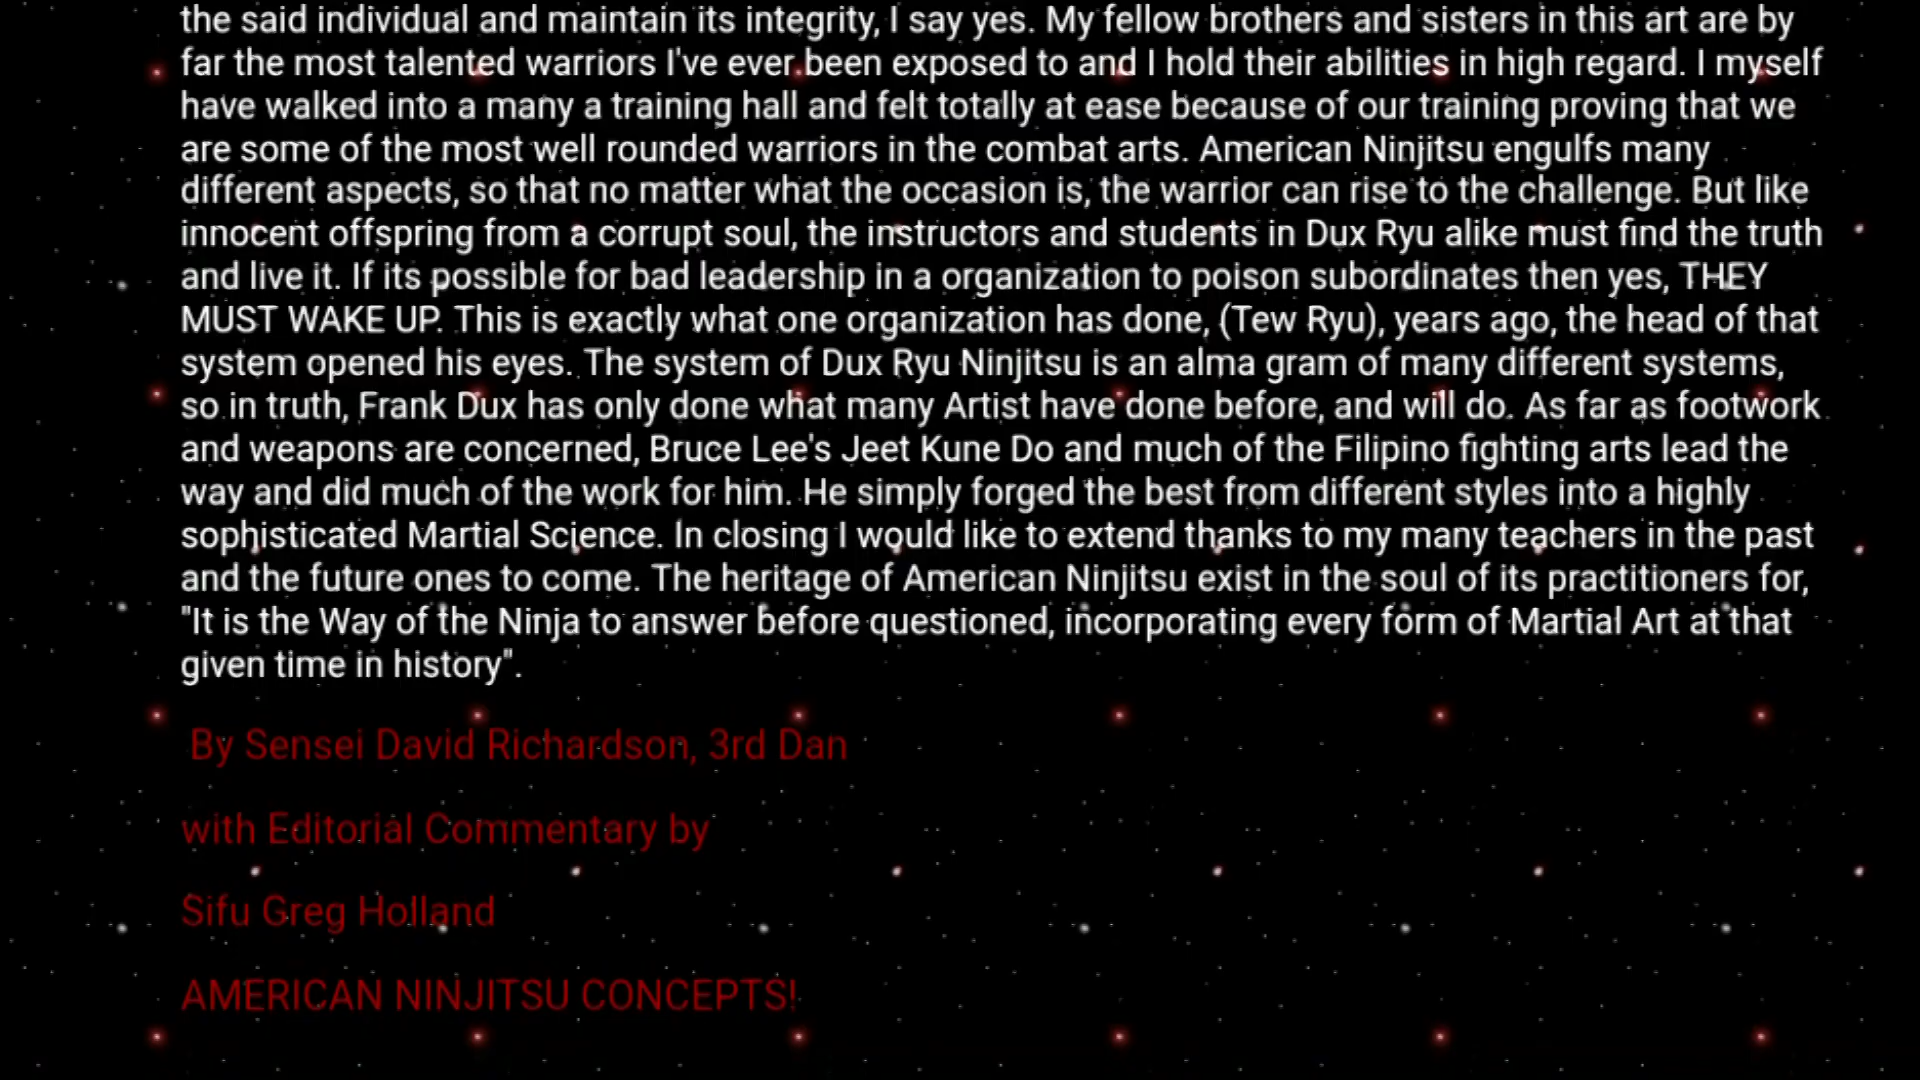 the said individual and maintain its integrity, I say yes. My fellow brothers and sisters in this art are by
far the most talented warriors I've ever been exposed to and I hold their abilities in high regard. I myself
have walked into a many a training hall and felt totally at ease because of our training proving that we
are some of the most well rounded warriors in the combat arts. American Ninjitsu engulfs many
different aspects, so that no matter what the occasion is, the warrior can rise to the challenge. But like
innocent offspring from a corrupt soul, the instructors and students in Dux Ryu alike must find the truth
and live it. If its possible for bad leadership in a organization to poison subordinates then yes, THEY
MUST WAKE UP. This is exactly what one organization has done, (Tew Ryu), years ago, the head of that
system opened his eyes. The system of Dux Ryu Ninjitsu is an alma gram of many different systems,
so in truth, Frank Dux has only done what many Artist have done before, and will do. As far as footwork
and weapons are concerned, Bruce Lee's Jeet Kune Do and much of the Filipino fighting arts lead the
way and did much of the work for him. He simply forged the best from different styles into a highly
sophisticated Martial Science. In closing I would like to extend thanks to my many teachers in the past
and the future ones to come. The heritage of American Ninjitsu exist in the soul of its practitioners for,
"It is the Way of the Ninja to answer before questioned, incorporating every form of Martial Art at that
given time in history".
By Sensei David Richardson, 3rd Dan
with Editorial Commentary by
Sifu Greg Holland
AMERICAN NINJITSU CONCEPTS!